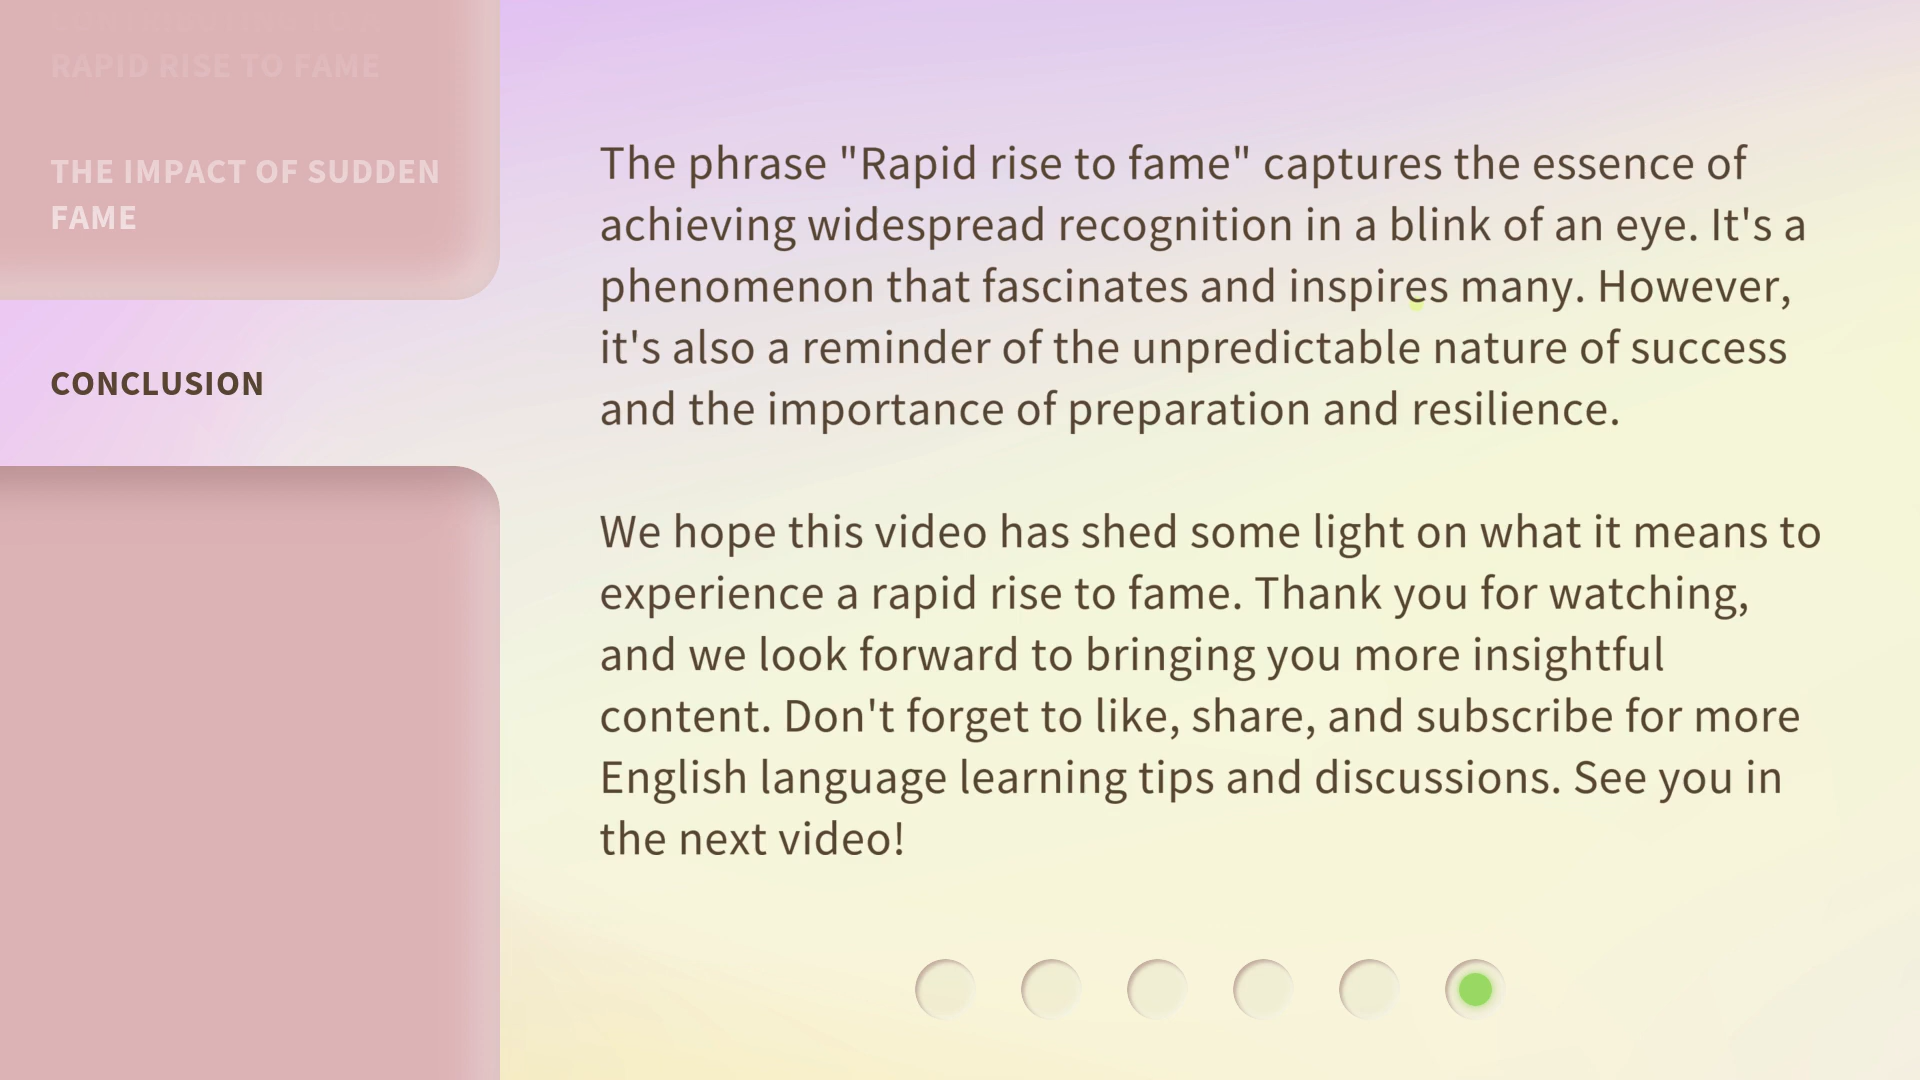 RAPID RISE TO FAME
THE IMPACT OF SUDDEN
FAME
CONCLUSION
The phrase "Rapid rise to fame" captures the essence of
achieving widespread recognition in a blink of an eye. It's a
phenomenon that fascinates and inspires many. However,
it's also a reminder of the unpredictable nature of success
and the importance of preparation and resilience.
We hope this video has shed some light on what it means to
experience a rapid rise to fame. Thank you for watching,
and we look forward to bringing you more insightful
content. Don't forget to like, share, and subscribe for more
English language learning tips and discussions. See you in
the next video!